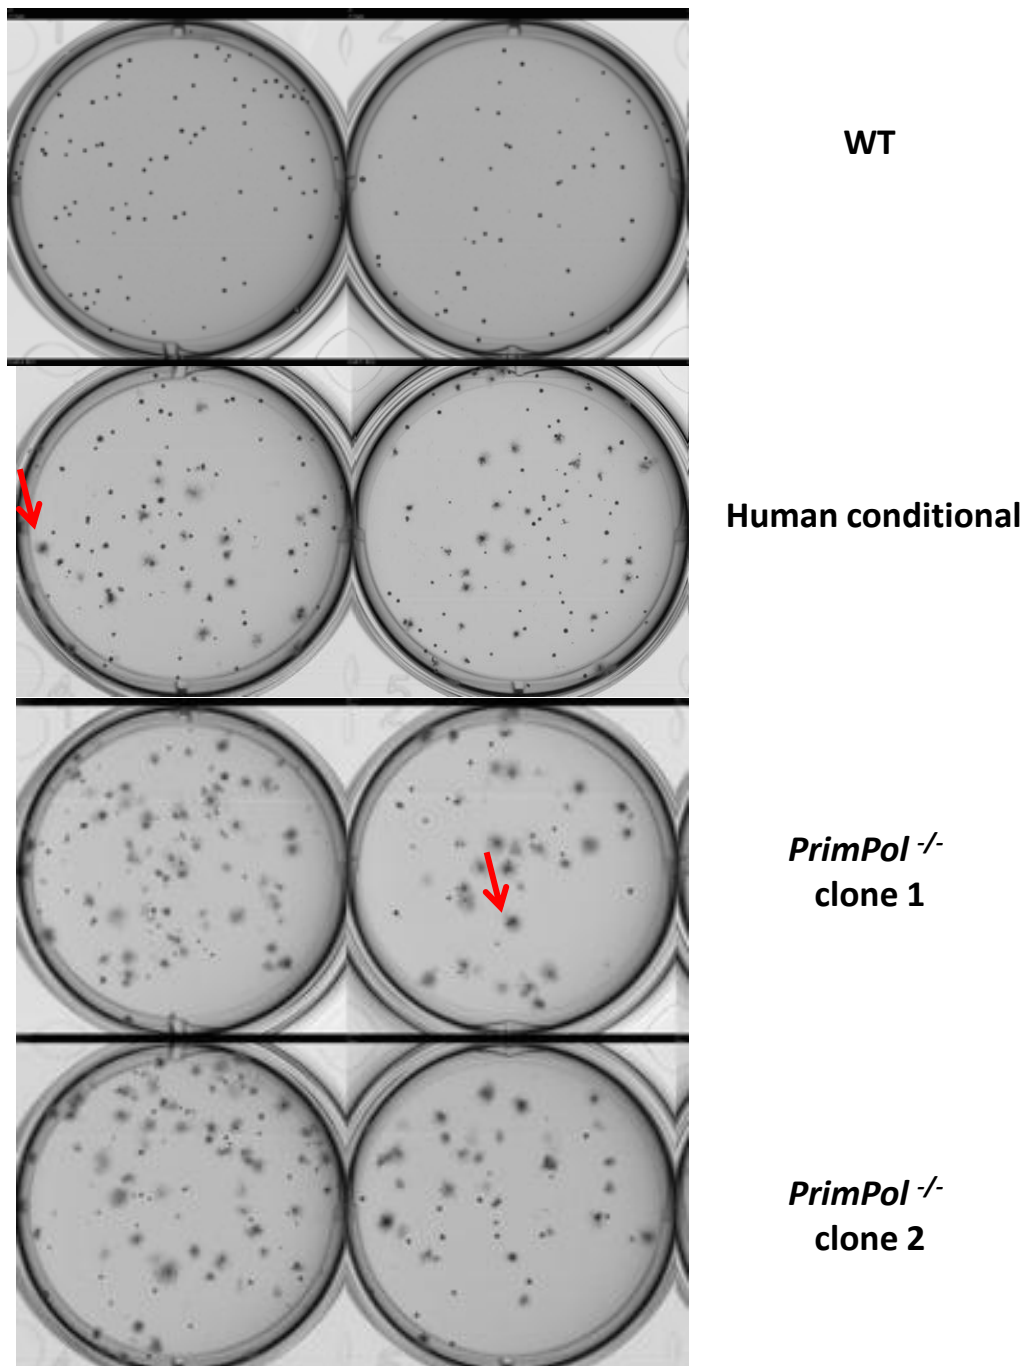 WT
Human conditional
PrimPol -/-
clone 1
PrimPol -/-
clone 2